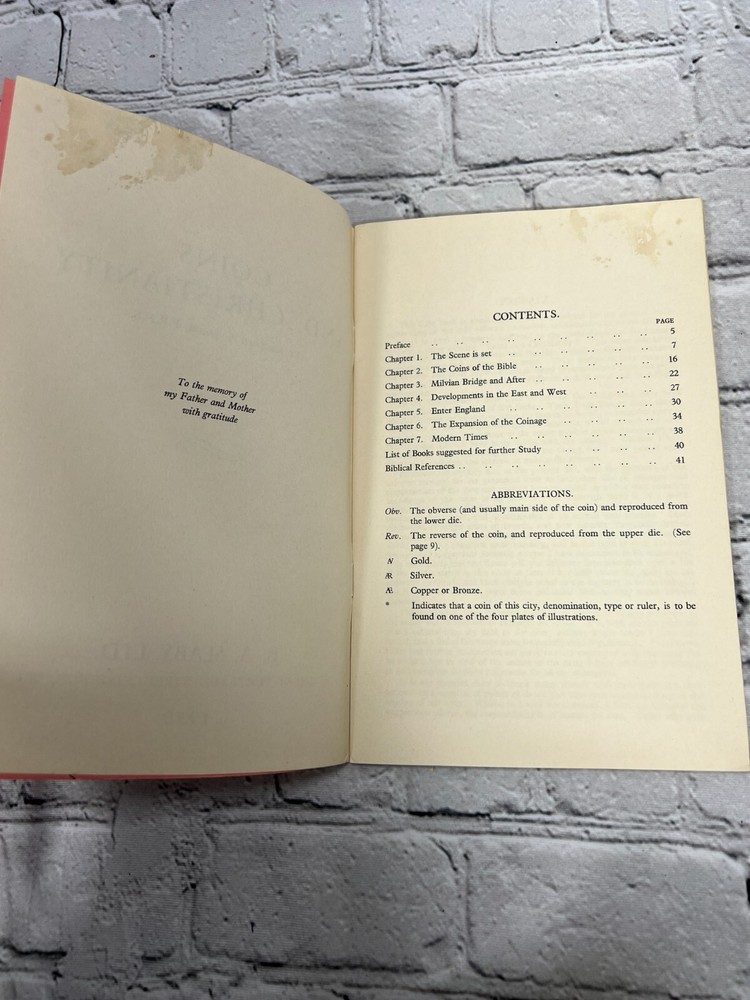 To the memory of
my Father and Mother
with gratitude
CONTENTS.
PAGE
Preface .. .. .. .. .. .. .. .. .. 5
Chapter 1. The Scene is set .. .. .. .. .. .. 7
Chapter 2. The Coins of the Bible .. .. .. .. .. 16
Chapter 3. Milvian Bridge and After .. .. .. .. .. 22
Chapter 4. Developments in the East and West .. .. .. 27
Chapter 5. Enter England .. .. .. .. .. .. 30
Chapter 6. The Expansion of the Coinage .. .. .. .. 34
Chapter 7. Modern Times .. .. .. .. .. .. 38
List of Books suggested for further Study .. .. .. .. 40
Biblical References .. .. .. .. .. .. .. .. 41
ABBREVIATIONS.
Obv. The obverse (and usually main side of the coin) and reproduced from
the lower die.
Rev. The reverse of the coin, and reproduced from the upper die. (See
page 9).
N Gold.
ÆR Silver.
Æ Copper or Bronze.
* Indicates that a coin of this city, denomination, type or ruler, is to be
found on one of the four plates of illustrations.